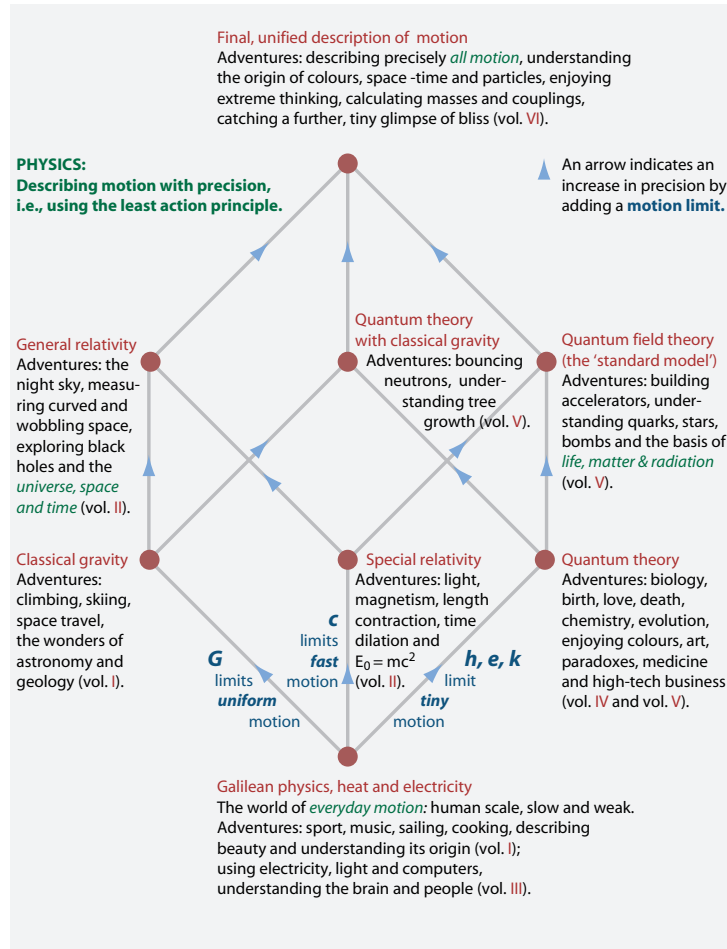 Final, unified description of motion
Adventures: describing precisely all motion, understanding
the origin of colours, space -time and particles, enjoying
extreme thinking, calculating masses and couplings,
catching a further, tiny glimpse of bliss (vol. VI).
PHYSICS:
Describing motion with precision,
i.e., using the least action principle.
An arrow indicates an
increase in precision by
adding a motion limit.
General relativity
Adventures: the
night sky, measu-
ring curved and
wobbling space,
exploring black
holes and the
universe, space
and time (vol. II).
Quantum theory
with classical gravity
Adventures: bouncing
neutrons, under-
standing tree
growth (vol. V).
Quantum field theory
(the ‘standard model’)
Adventures: building
accelerators, under-
standing quarks, stars,
bombs and the basis of
life, matter & radiation
(vol. V).
Classical gravity
Adventures:
climbing, skiing,
space travel,
the wonders of
astronomy and
geology (vol. I).
Special relativity
Adventures: light,
magnetism, length
contraction, time
dilation and
E₀ = mc²
(vol. II).
Quantum theory
Adventures: biology,
birth, love, death,
chemistry, evolution,
enjoying colours, art,
paradoxes, medicine
and high-tech business
(vol. IV and vol. V).
G
limits
uniform
motion
c
limits
fast
motion
h, e, k
limit
tiny
motion
Galilean physics, heat and electricity
The world of everyday motion: human scale, slow and weak.
Adventures: sport, music, sailing, cooking, describing
beauty and understanding its origin (vol. I);
using electricity, light and computers,
understanding the brain and people (vol. III).